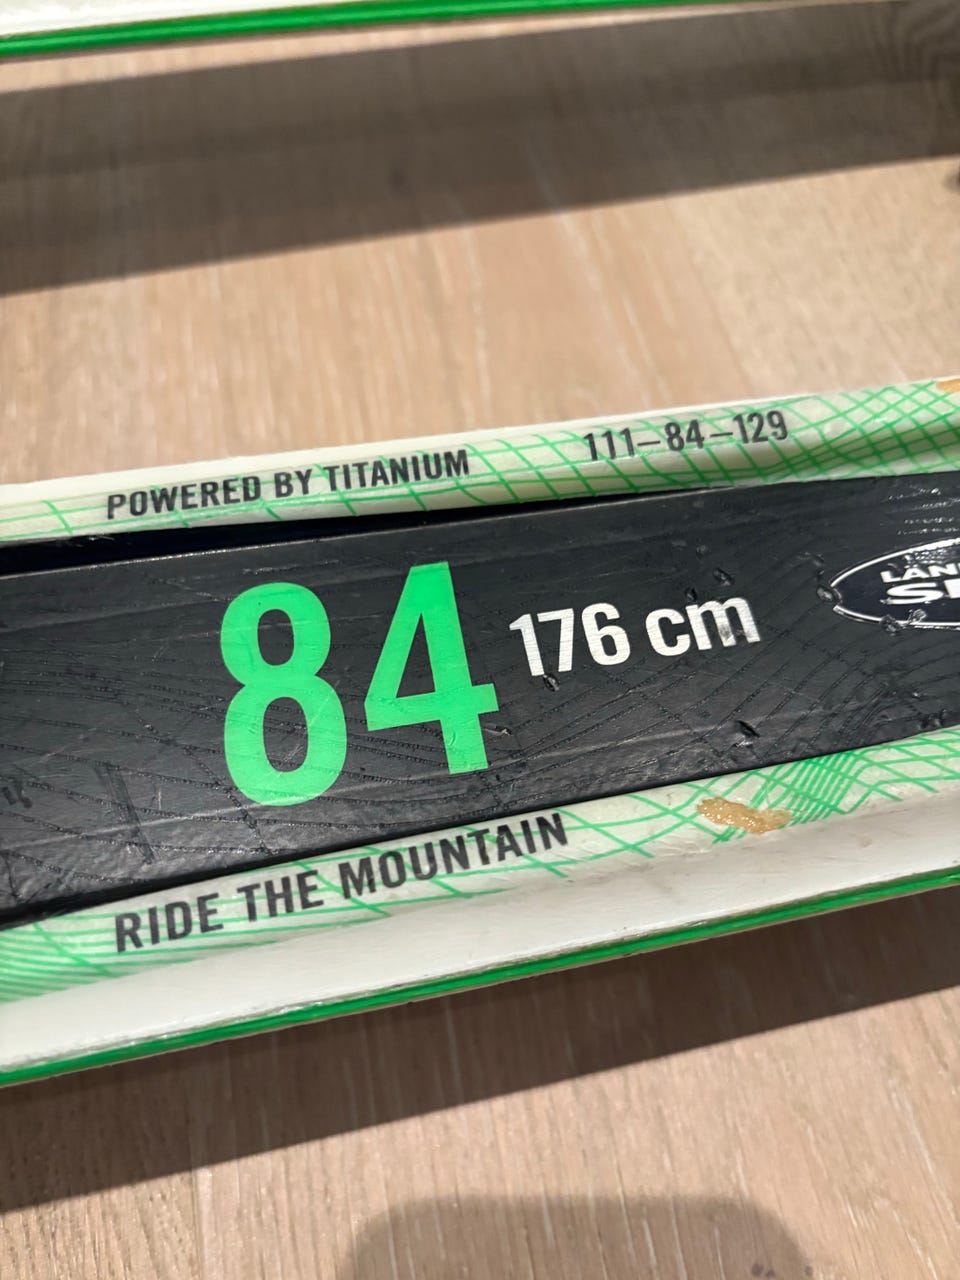 POWERED BY TITANIUM 111–84–129
84 176 cm
RIDE THE MOUNTAIN